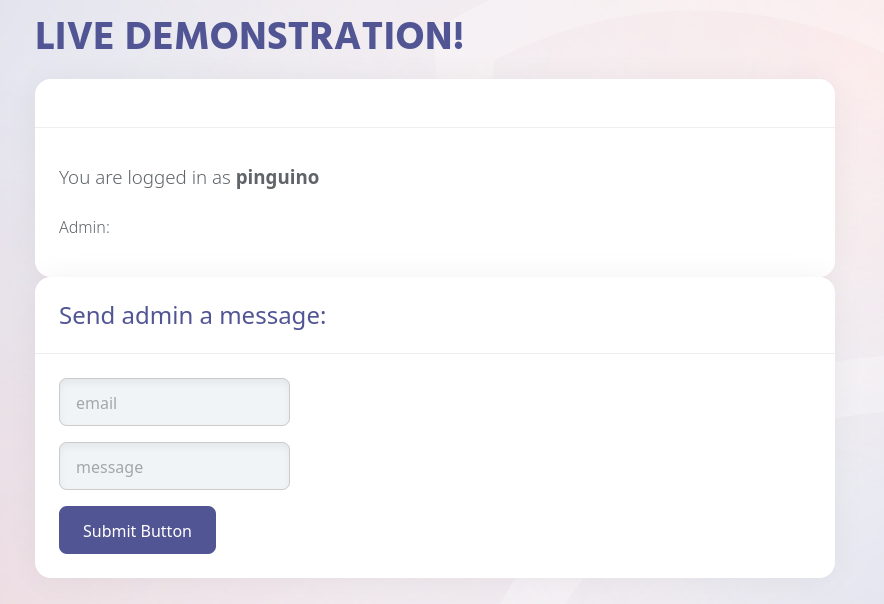 LIVE DEMONSTRATION!
You are logged in as pinguino
Admin:
Send admin a message:
email
message
Submit Button